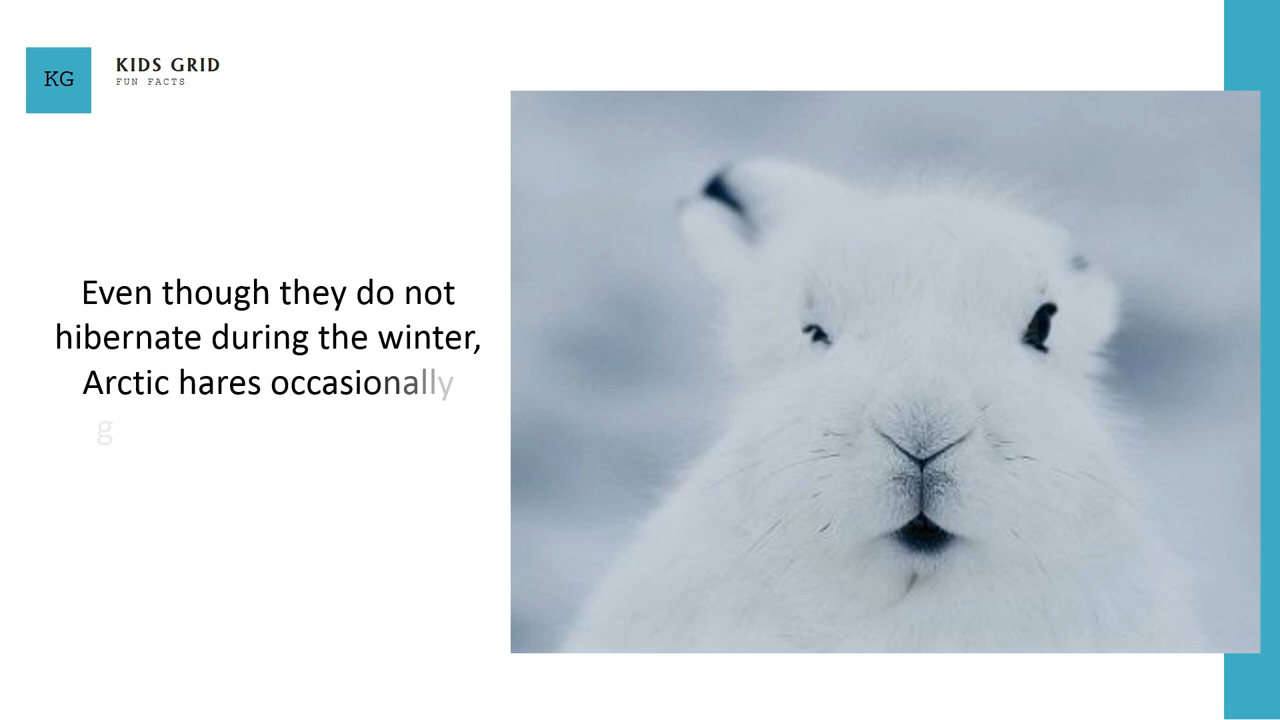 KG
KIDS GRID
FUN FACTS
Even though they do not
hibernate during the winter,
Arctic hares occasionally
g